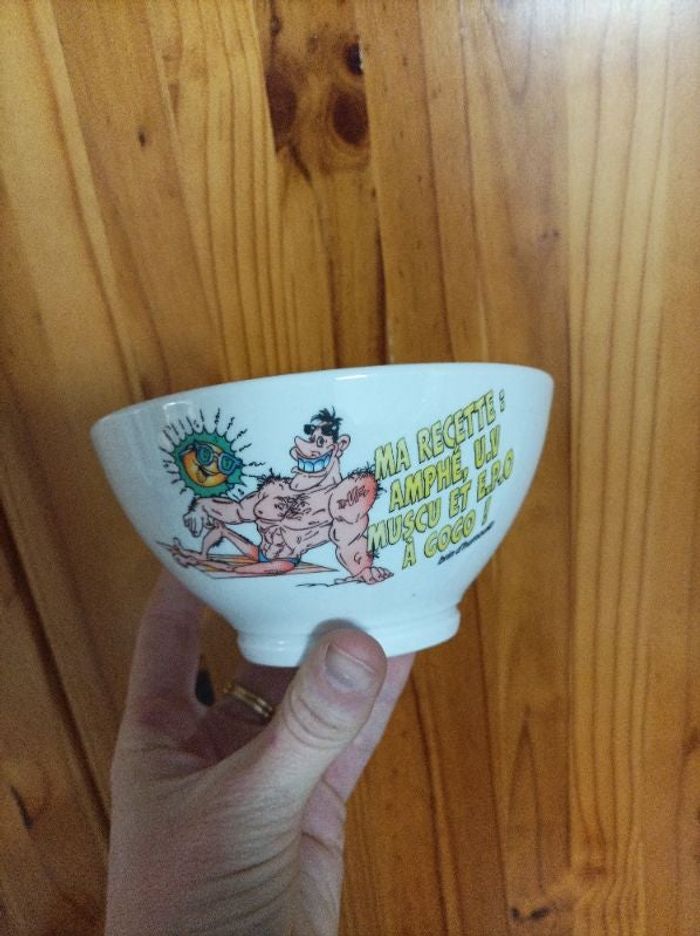 MA RECETTE :
AMPHÉ, U.V
MUSCU ET E.P.O
À GOGO !